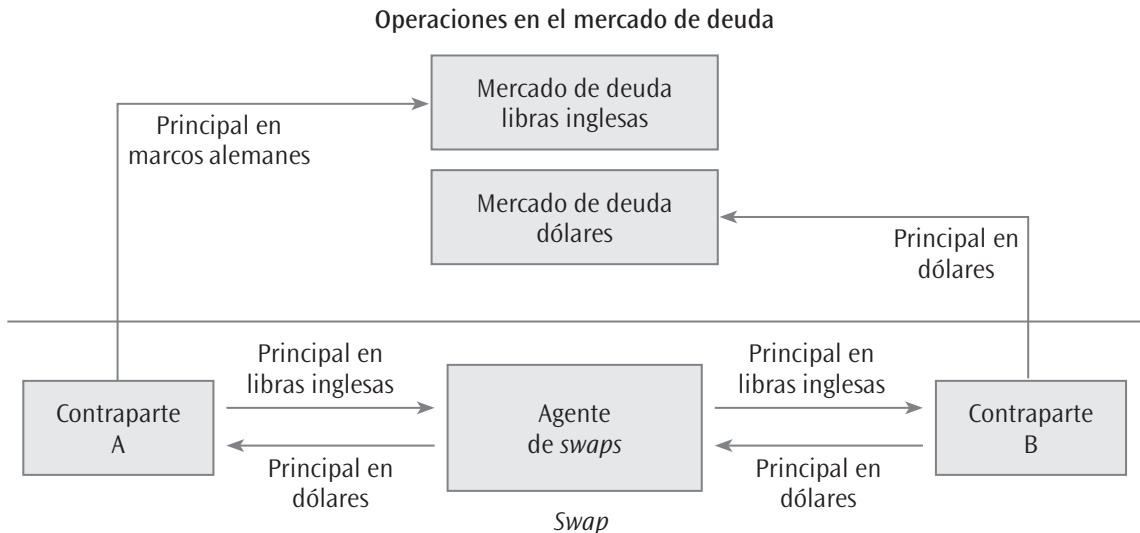 Operaciones en el mercado de deuda
Mercado de deuda
libras inglesas
Principal en
marcos alemanes
Mercado de deuda
dólares
Principal en
dólares
Principal en
libras inglesas
Principal en
libras inglesas
Contraparte
A
Agente
de swaps
Contraparte
B
Principal en
dólares
Principal en
dólares
Swap